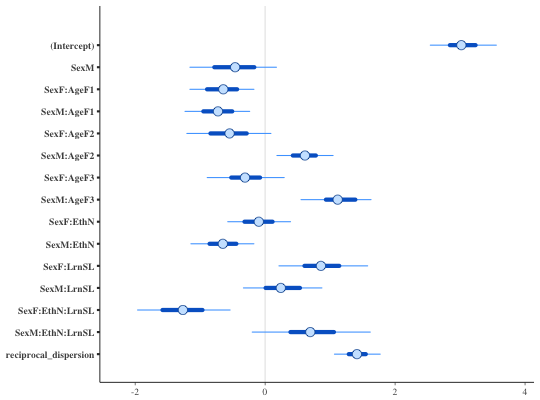 (Intercept)
SexM
SexF:AgeF1
SexM:AgeF1
SexF:AgeF2
SexM:AgeF2
SexF:AgeF3
SexM:AgeF3
SexF:EthN
SexM:EthN
SexF:LrnSL
SexM:LrnSL
SexF:EthN:LrnSL
SexM:EthN:LrnSL
reciprocal_dispersion
-2 0 2 4